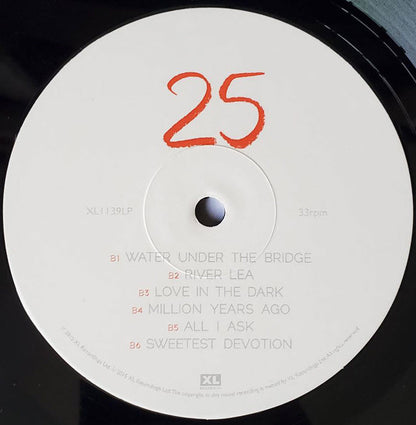 25
XL1139LP 33rpm
B1 WATER UNDER THE BRIDGE
B2 RIVER LEA
B3 LOVE IN THE DARK
B4 MILLION YEARS AGO
B5 ALL I ASK
B6 SWEETEST DEVOTION
XL